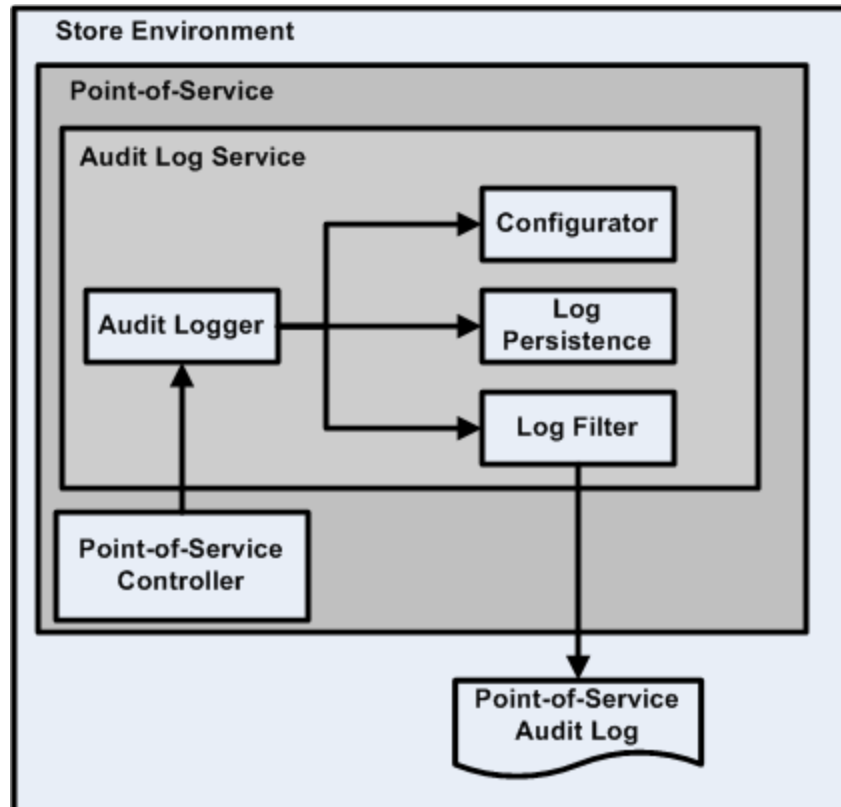 Store Environment
Point-of-Service
Audit Log Service
Configurator
Audit Logger
Log
Persistence
Log Filter
Point-of-Service
Controller
Point-of-Service
Audit Log